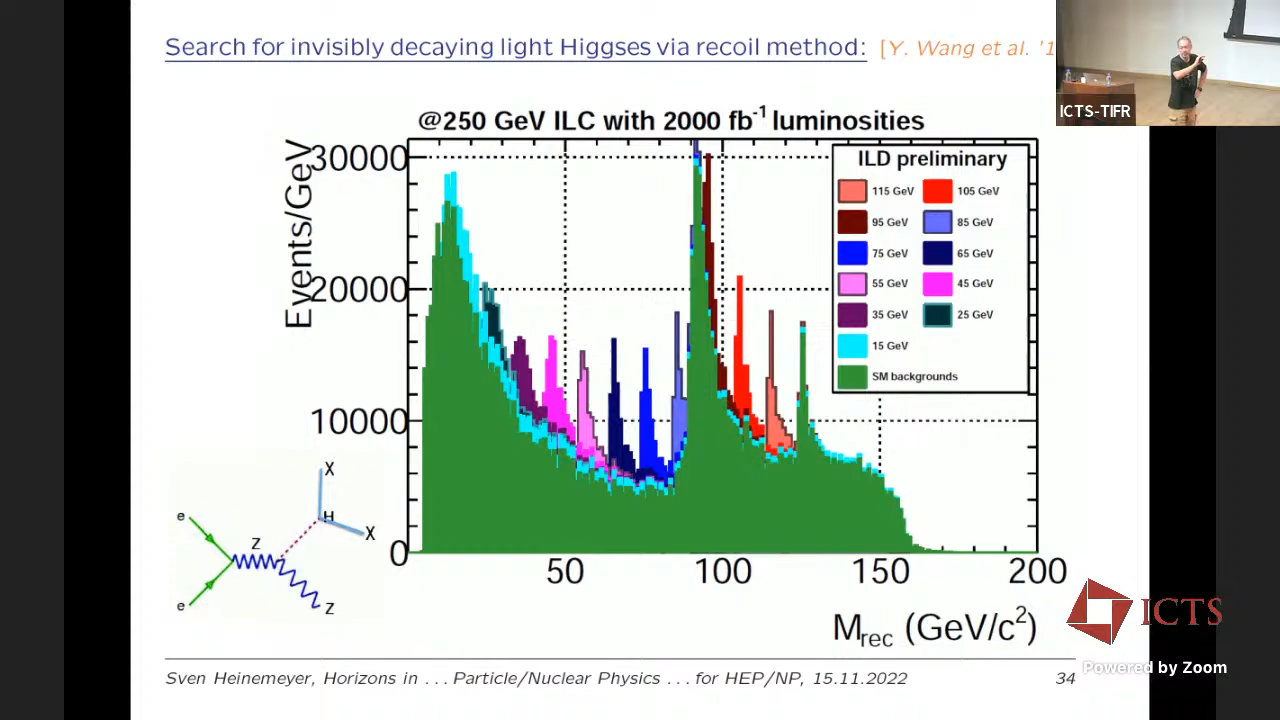 Search for invisibly decaying light Higgses via recoil method: [Y. Wang et al. '1
ICTS-TIFR
@250 GeV ILC with 2000 fb-1 luminosities
Events/GeV
30000
20000
10000
0
50
100
150
200
Mrec (GeV/c2)
ILD preliminary
115 GeV
105 GeV
95 GeV
85 GeV
75 GeV
65 GeV
55 GeV
45 GeV
35 GeV
25 GeV
15 GeV
SM backgrounds
e
e
Z
H
X
X
Z
ICTS
Powered by Zoom
Sven Heinemeyer, Horizons in ... Particle/Nuclear Physics ... for HEP/NP, 15.11.2022
34